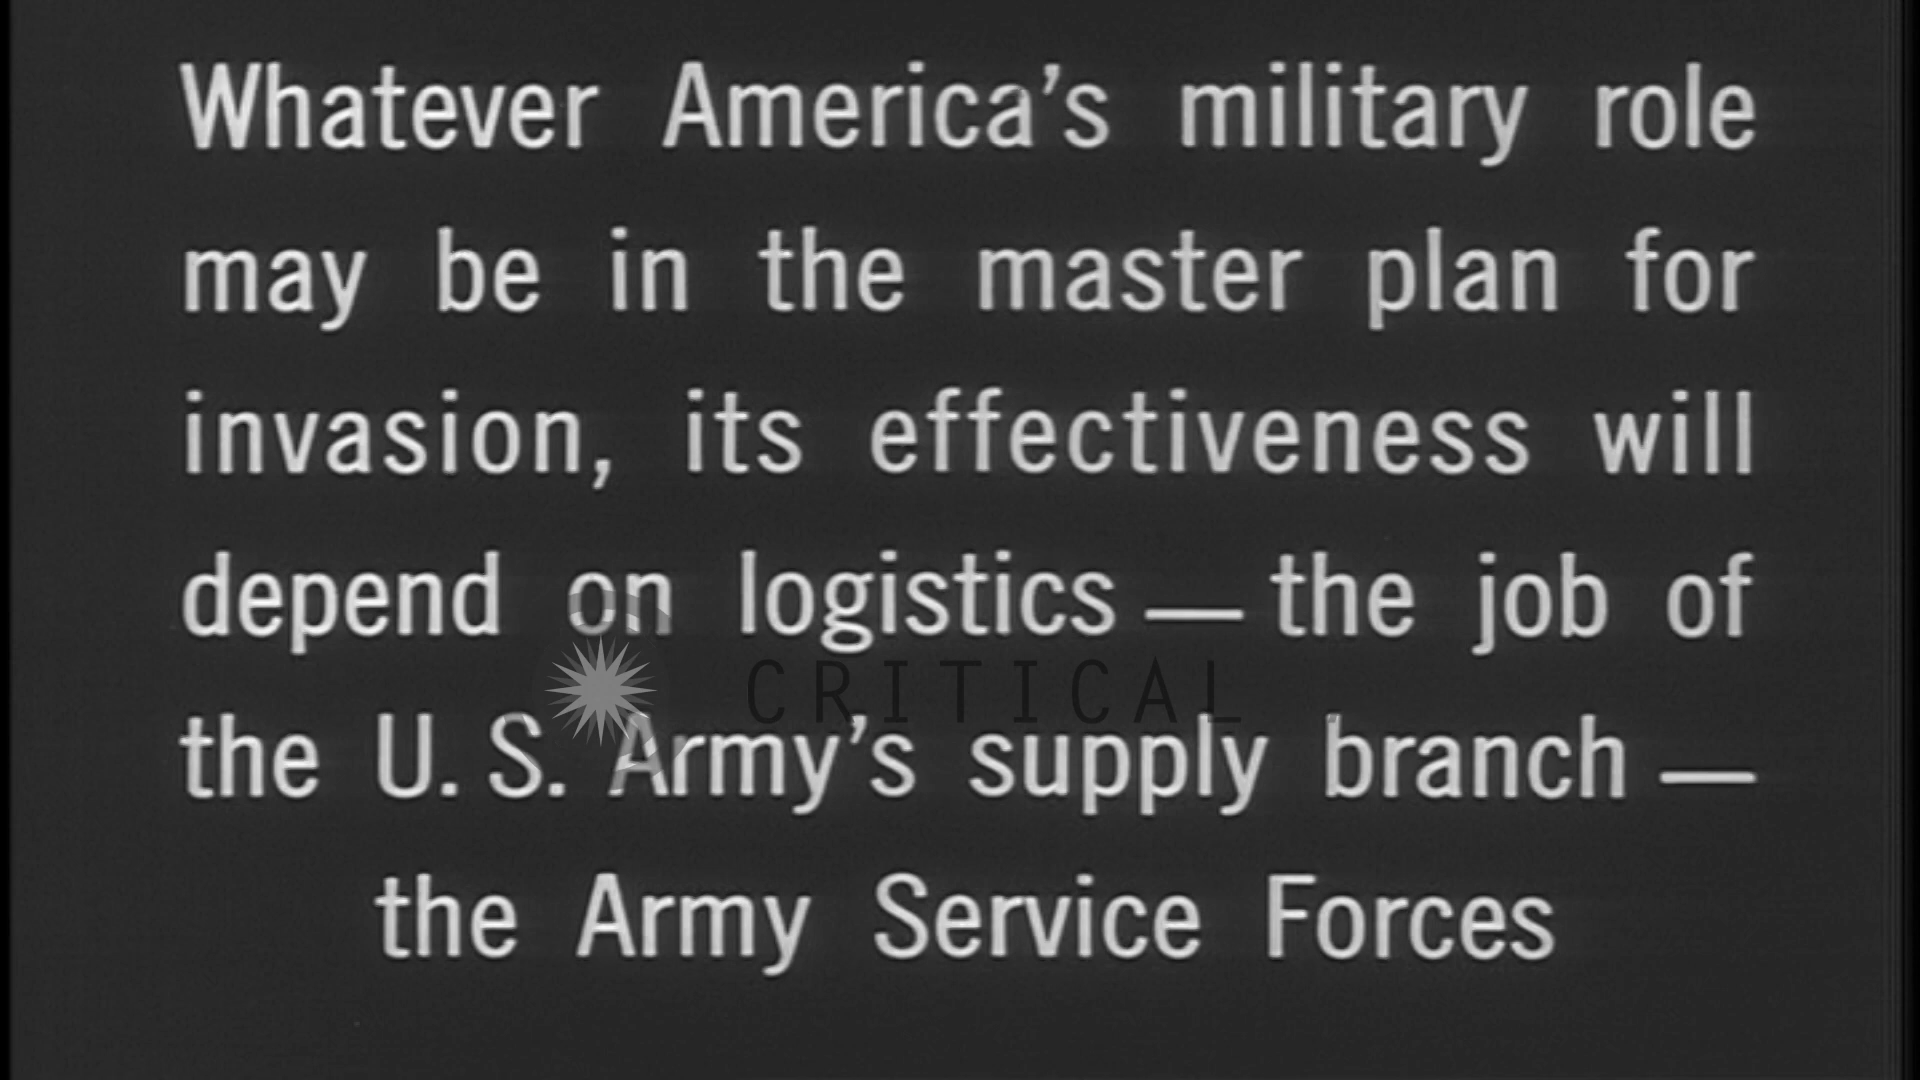 Whatever America’s military role
may be in the master plan for
invasion, its effectiveness will
depend on logistics — the job of
CRITICAL
the U. S. Army’s supply branch —
the Army Service Forces